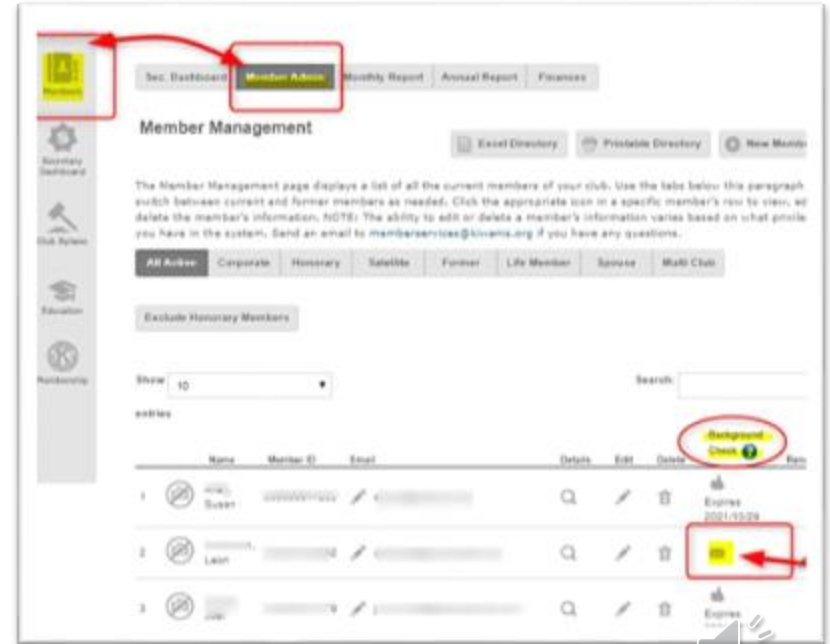 Members
Secretary
Dashboard
Club Bylaws
Education
Membership
Sec. Dashboard Member Admin Monthly Report Annual Report Finances
Member Management
Excel Directory Printable Directory New Membe
The Member Management page displays a list of all the current members of your club. Use the tabs below this paragraph
switch between current and former members as needed. Click the appropriate icon in a specific member's row to view, ed
delete the member's information. NOTE: The ability to edit or delete a member's information varies based on what privile
you have in the system. Send an email to memberservices@kiwanis.org if you have any questions.
All Active Corporate Honorary Satellite Former Life Member Spouse Multi Club
Exclude Honorary Members
Show 10 Search:
entries
Background
Name Member ID Email Details Edit Delete Check
1 Susan Expires
2 Leon
3 Expires